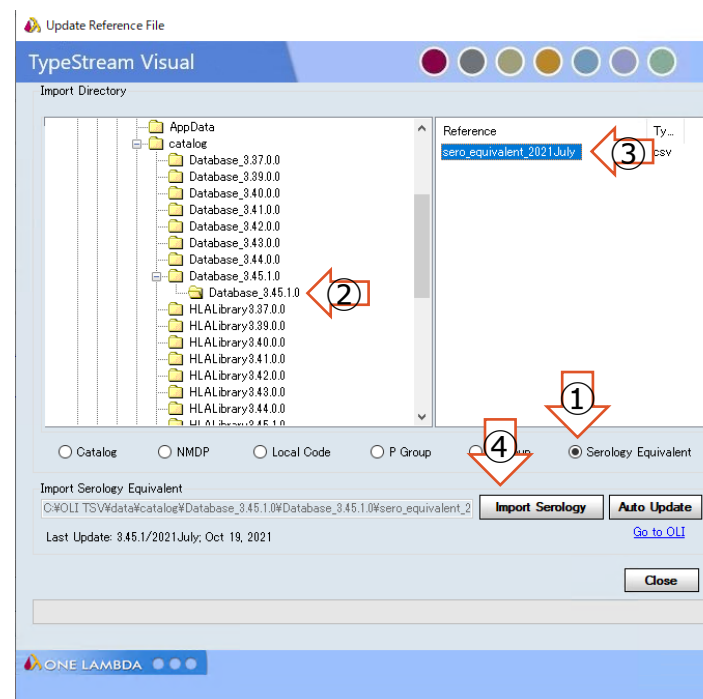 Update Reference File
TypeStream Visual
Import Directory
AppData
catalog
Database_3.37.0.0
Database_3.39.0.0
Database_3.40.0.0
Database_3.41.0.0
Database_3.42.0.0
Database_3.43.0.0
Database_3.44.0.0
Database_3.45.1.0
Database_3.45.1.0
②
HLALibrary3.37.0.0
HLALibrary3.39.0.0
HLALibrary3.40.0.0
HLALibrary3.41.0.0
HLALibrary3.42.0.0
HLALibrary3.43.0.0
HLALibrary3.44.0.0
HLALibrary3.45.1.0
Reference Ty...
sero_equivalent_2021July ③ csv
①
Catalog NMDP Local Code P Group ④ Serology Equivalent
Import Serology Equivalent
C:¥OLI TSV¥data¥catalog¥Database_3.45.1.0¥Database_3.45.1.0¥sero_equivalent_2 Import Serology Auto Update
Last Update: 3.45.1/2021July; Oct 19, 2021 Go to OLI
Close
ONE LAMBDA